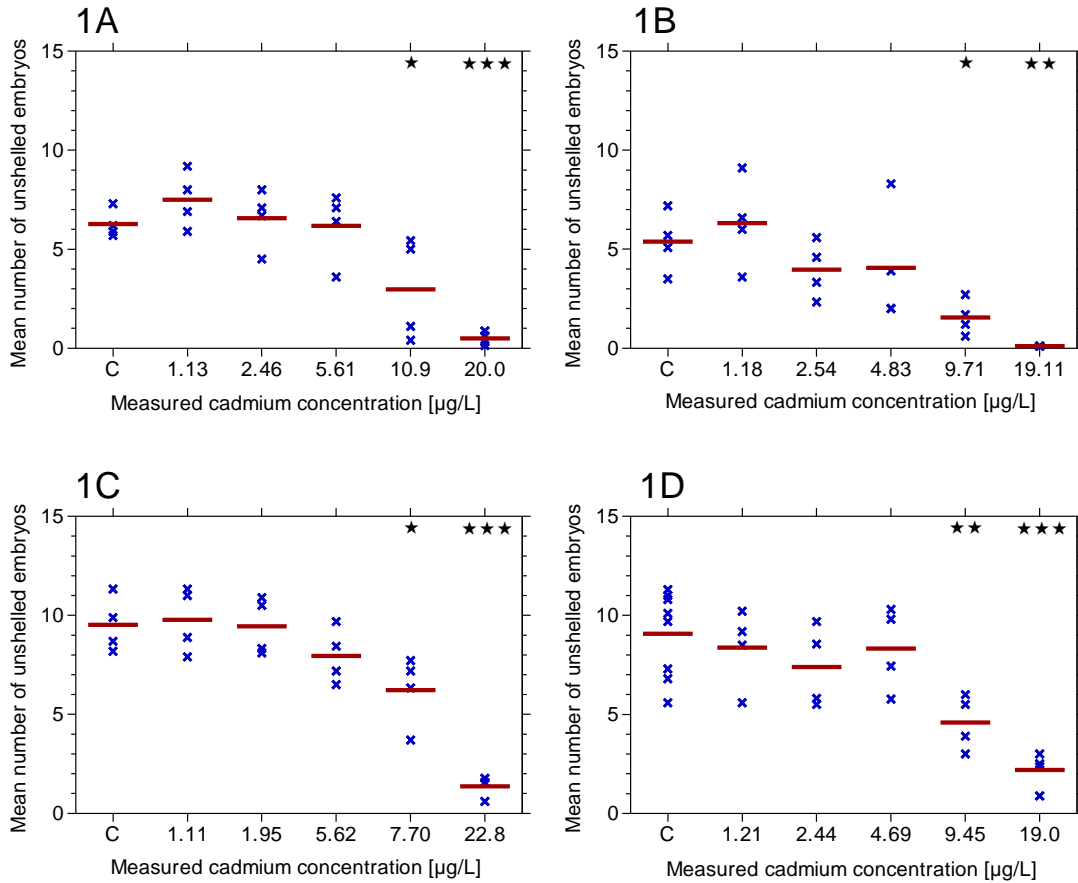 1A
Mean number of unshelled embryos
15
10
5
0
★ ★★★
C 1.13 2.46 5.61 10.9 20.0
Measured cadmium concentration [µg/L]
1B
Mean number of unshelled embryos
15
10
5
0
★ ★★
C 1.18 2.54 4.83 9.71 19.11
Measured cadmium concentration [µg/L]
1C
Mean number of unshelled embryos
15
10
5
0
★ ★★★
C 1.11 1.95 5.62 7.70 22.8
Measured cadmium concentration [µg/L]
1D
Mean number of unshelled embryos
15
10
5
0
★★ ★★★
C 1.21 2.44 4.69 9.45 19.0
Measured cadmium concentration [µg/L]